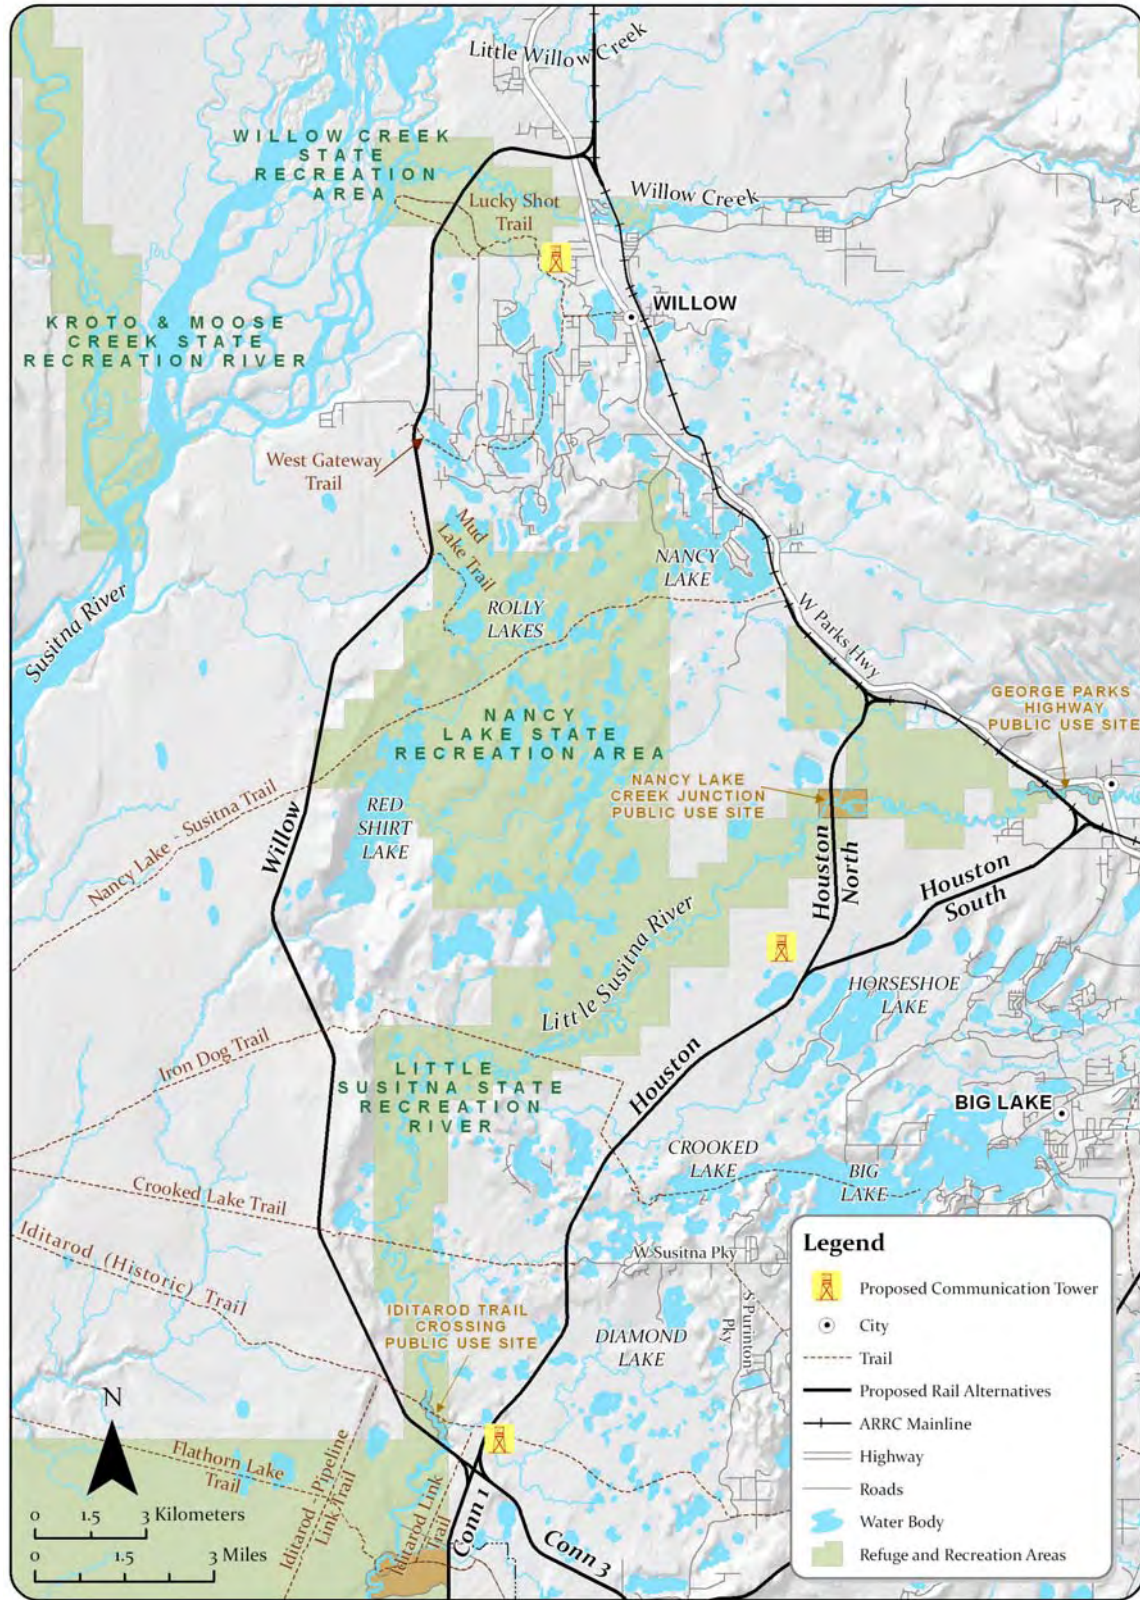 Little Willow Creek
WILLOW CREEK
STATE
RECREATION
AREA
Willow Creek
Lucky Shot
Trail
WILLOW
KROTO & MOOSE
CREEK STATE
RECREATION RIVER
West Gateway
Trail
Mud
Lake Trail
NANCY
LAKE
ROLLY
LAKES
Susitna River
W Parks Hwy
GEORGE PARKS
HIGHWAY
PUBLIC USE SITE
NANCY
LAKE STATE
RECREATION AREA
NANCY LAKE
CREEK JUNCTION
PUBLIC USE SITE
RED
SHIRT
LAKE
Nancy Lake - Susitna Trail
Willow
Houston
North
Houston
South
Little Susitna River
HORSESHOE
LAKE
Iron Dog Trail
LITTLE
SUSITNA STATE
RECREATION
RIVER
Houston
BIG LAKE
CROOKED
LAKE
BIG
LAKE
Crooked Lake Trail
Iditarod (Historic) Trail
W Susitna Pky
S Purinton
Pky
IDITAROD TRAIL
CROSSING
PUBLIC USE SITE
DIAMOND
LAKE
Legend
Proposed Communication Tower
City
Trail
Proposed Rail Alternatives
ARRC Mainline
Highway
Roads
Water Body
Refuge and Recreation Areas
N
Flathorn Lake
Trail
Iditarod - Pipeline
Link Trail
Iditarod Link
Trail
Conn 1
Conn 3
0 1.5 3 Kilometers
0 1.5 3 Miles